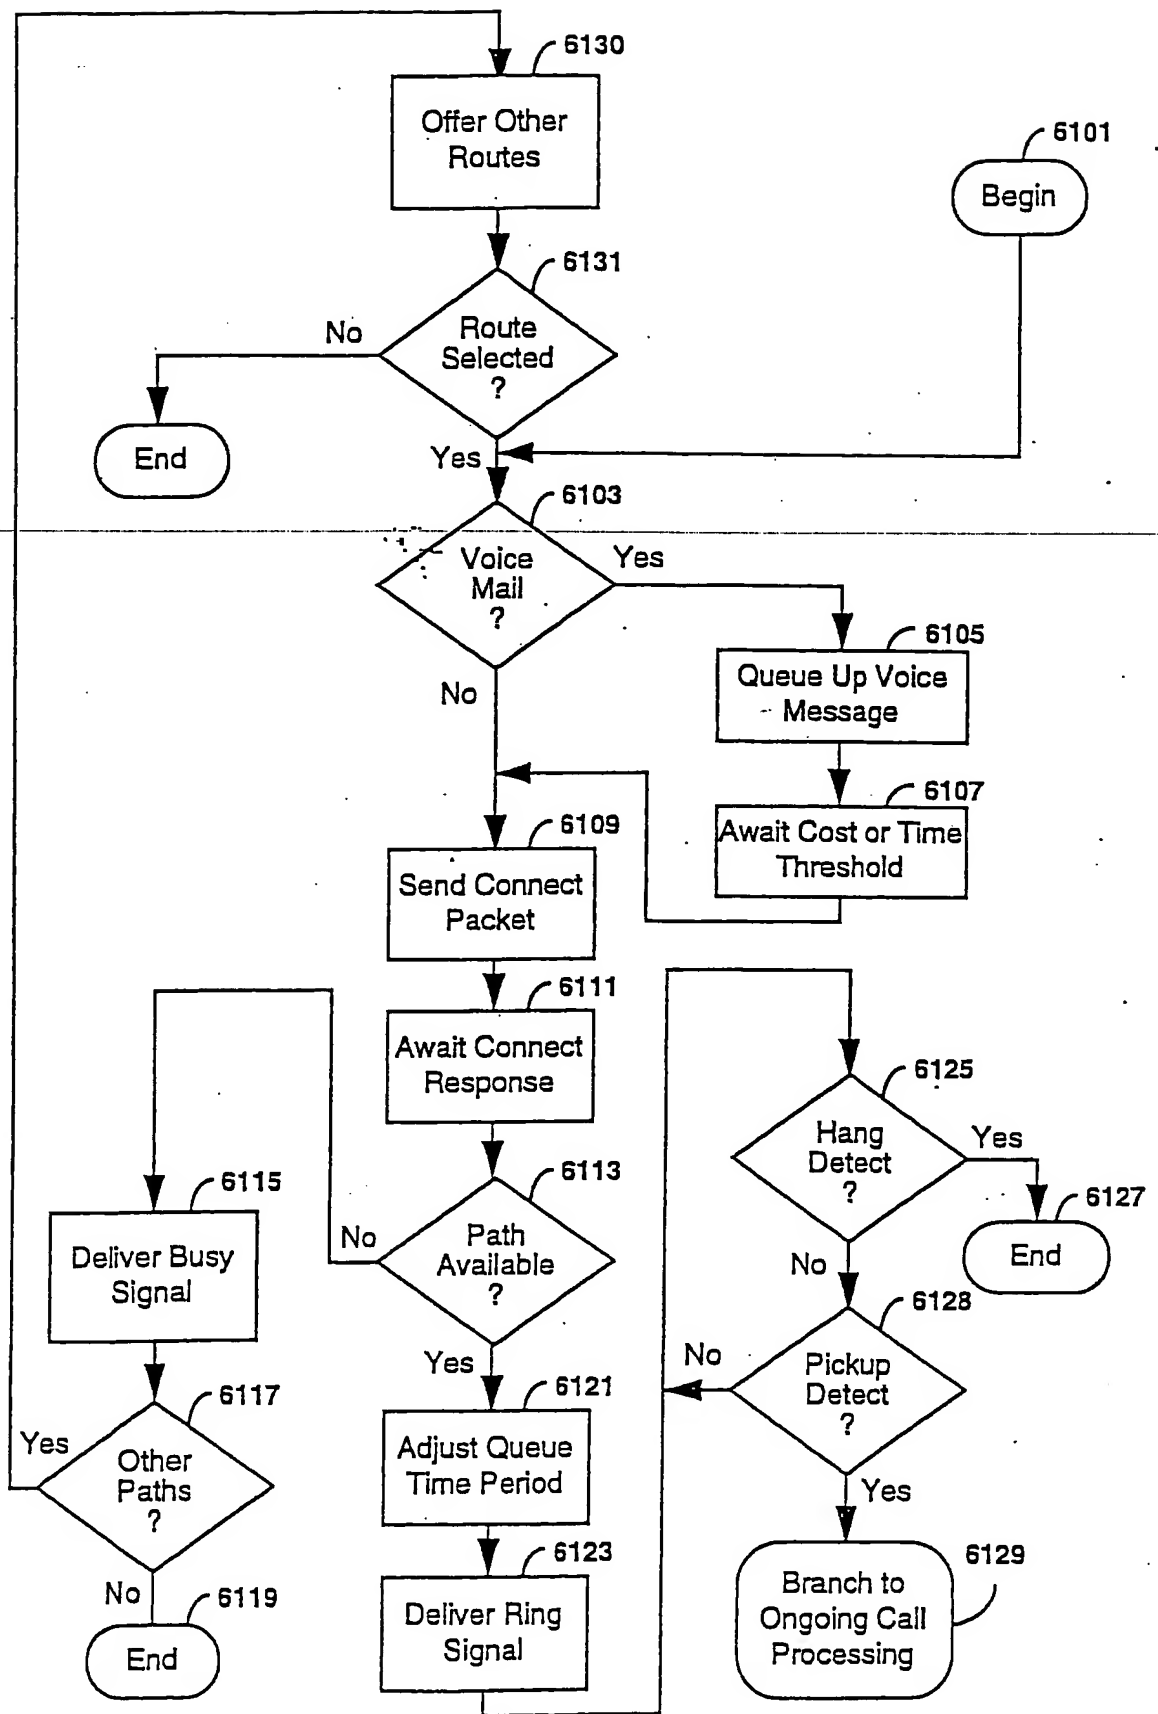 6130
Offer Other
Routes
6101
Begin
6131
Route
Selected
?
No
End
Yes
6103
Voice
Mail
?
Yes
No
6105
Queue Up Voice
Message
6107
Await Cost or Time
Threshold
6109
Send Connect
Packet
6111
Await Connect
Response
6113
Path
Available
?
No
Yes
6115
Deliver Busy
Signal
6117
Other
Paths
?
Yes
No
6119
End
6121
Adjust Queue
Time Period
6123
Deliver Ring
Signal
6125
Hang
Detect
?
Yes
6127
End
No
6128
Pickup
Detect
?
No
Yes
6129
Branch to
Ongoing Call
Processing